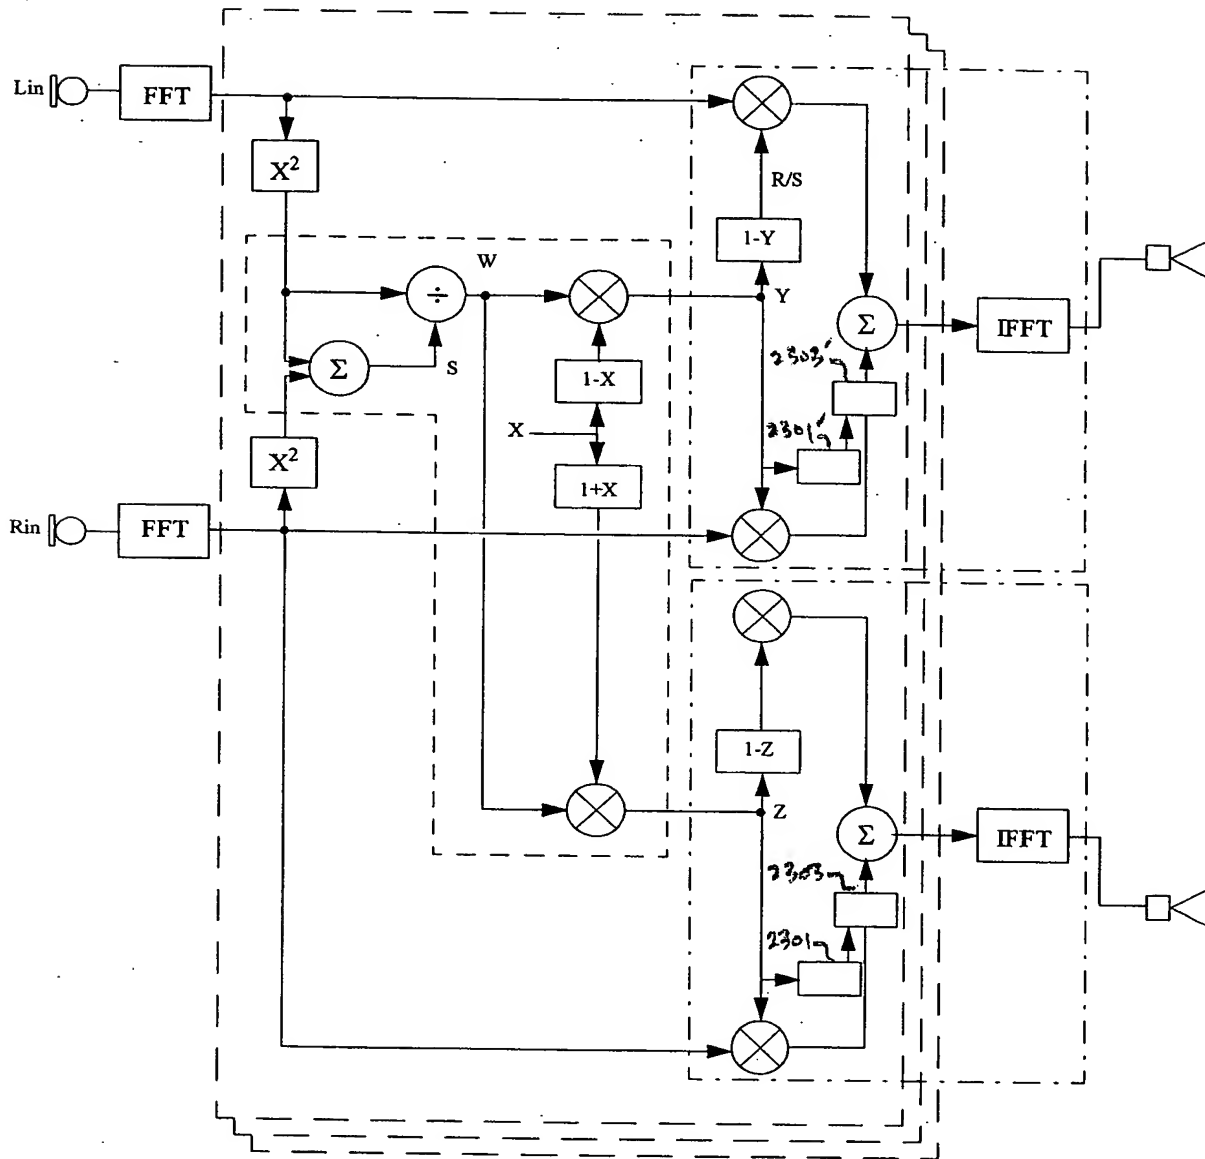 Lin
FFT
X²
R/S
1-Y
W
÷
Y
Σ
IFFT
S
Σ
1-X
2303'
X
2301'
X²
1+X
Rin
FFT
1-Z
Z
Σ
IFFT
2303
2301